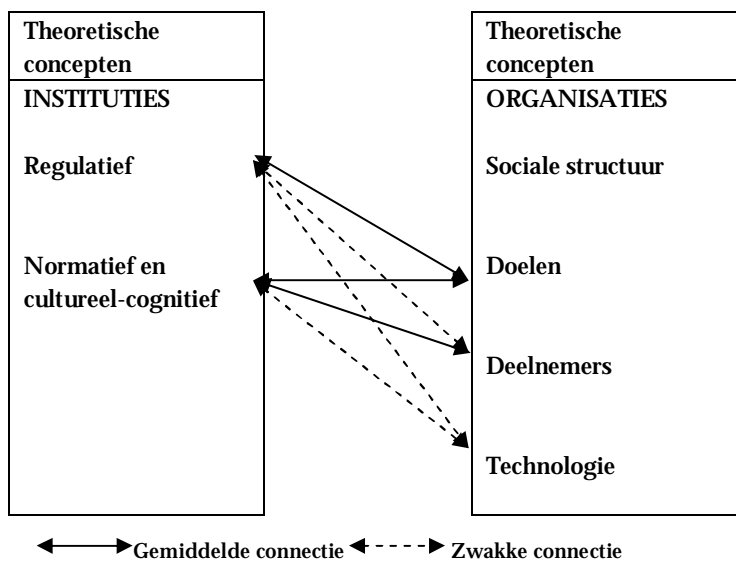 Theoretische
concepten
INSTITUTIES
Regulatief
Normatief en
cultureel-cognitief
Theoretische
concepten
ORGANISATIES
Sociale structuur
Doelen
Deelnemers
Technologie
Gemiddelde connectie Zwakke connectie